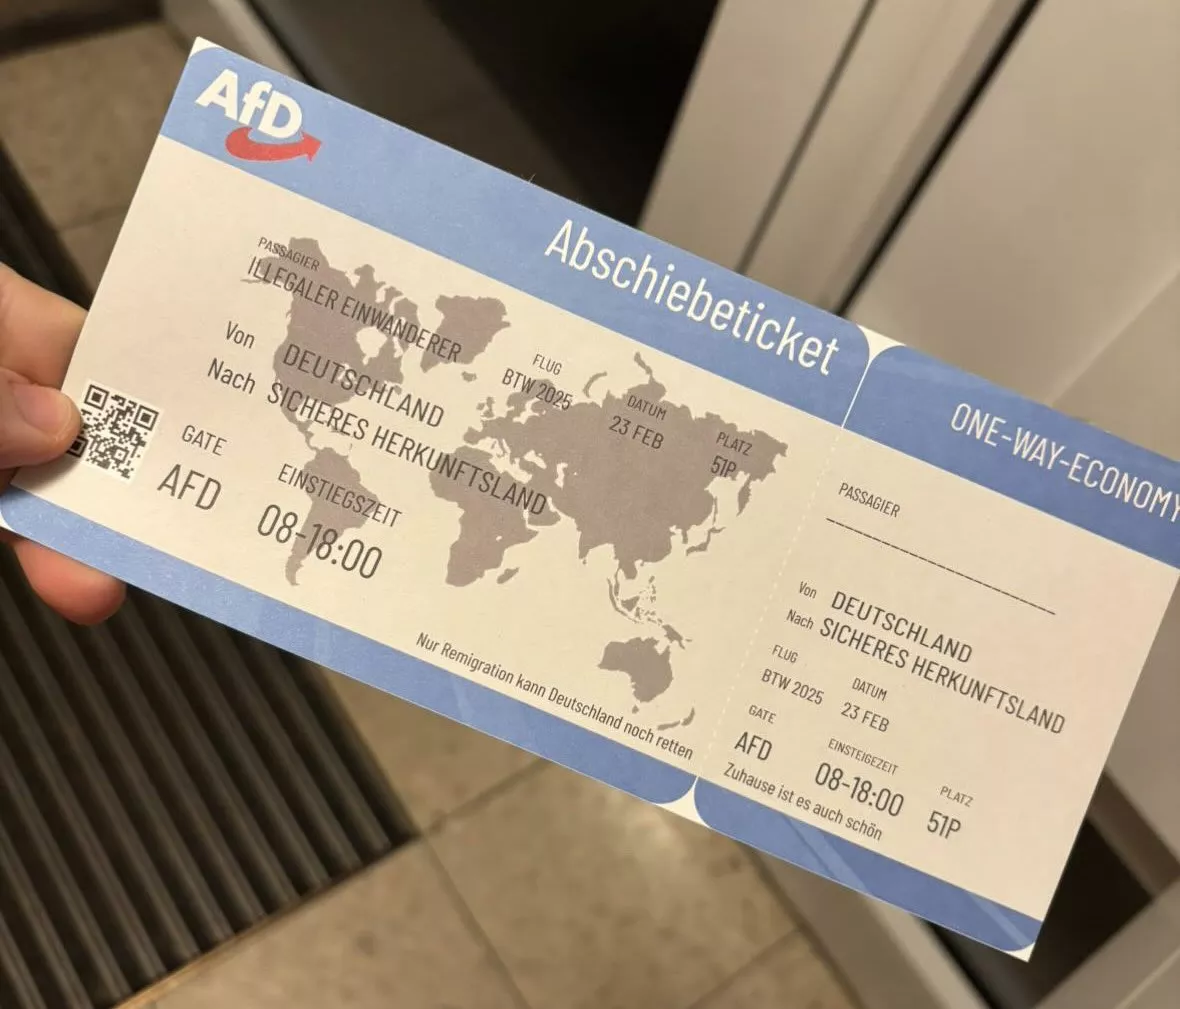 AfD
Abschiebeticket
PASSAGIER
ILLEGALER EINWANDERER
Von DEUTSCHLAND
Nach SICHERES HERKUNFTSLAND
FLUG
BTW 2025
DATUM
23 FEB
PLATZ
51P
GATE
AFD
EINSTIEGSZEIT
08-18:00
Nur Remigration kann Deutschland noch retten
ONE-WAY-ECONOMY
PASSAGIER
Von DEUTSCHLAND
Nach SICHERES HERKUNFTSLAND
FLUG
BTW 2025
DATUM
23 FEB
GATE
AFD
EINSTEIGEZEIT
08-18:00
PLATZ
51P
Zuhause ist es auch schön